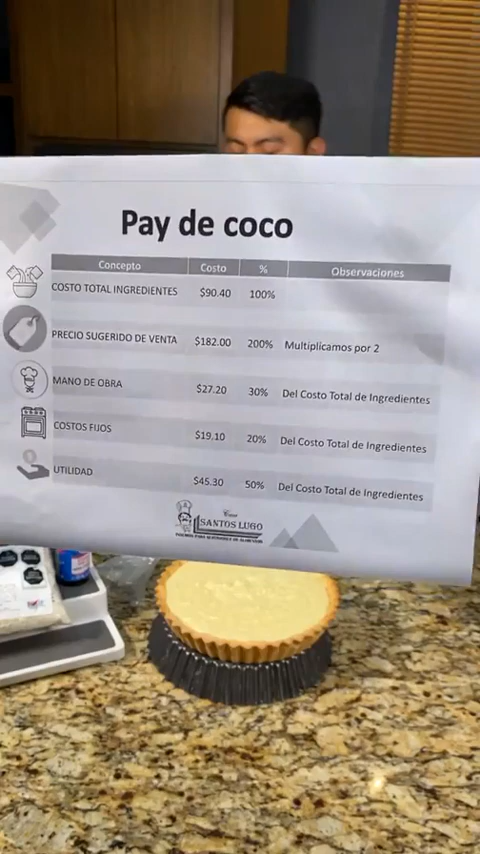 Pay de coco
Concepto Costo % Observaciones
COSTO TOTAL INGREDIENTES $90.40 100%
PRECIO SUGERIDO DE VENTA $182.00 200% Multiplicamos por 2
MANO DE OBRA $27.20 30% Del Costo Total de Ingredientes
COSTOS FIJOS $19.10 20% Del Costo Total de Ingredientes
UTILIDAD $45.30 50% Del Costo Total de Ingredientes
Casa
SANTOS LUGO